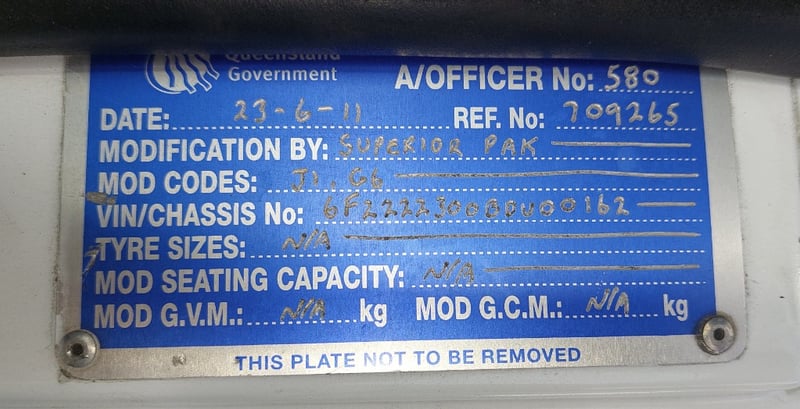 Queensland
Government
A/OFFICER No: 580
DATE: 23-6-11 REF. No: 709265
MODIFICATION BY: SUPERIOR PAK
MOD CODES: J1, G6
VIN/CHASSIS No: 6F2222300BDU00162
TYRE SIZES: N/A
MOD SEATING CAPACITY: N/A
MOD G.V.M.: N/A kg MOD G.C.M.: N/A kg
THIS PLATE NOT TO BE REMOVED